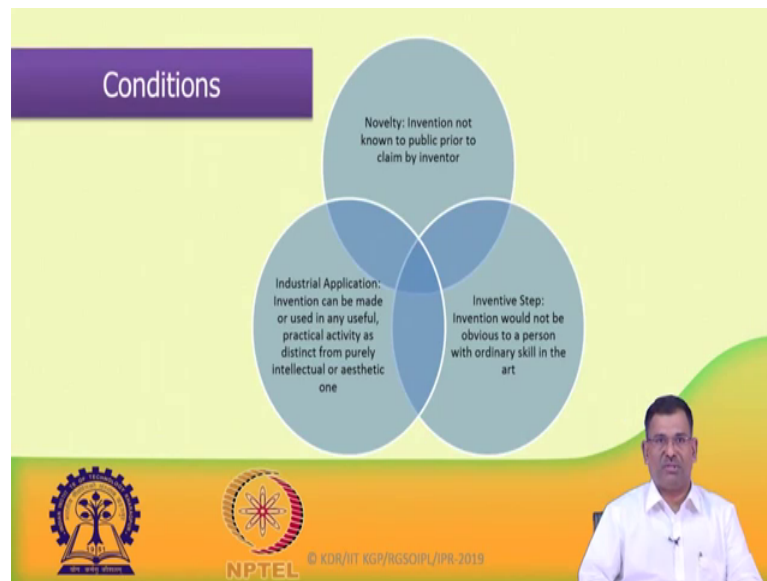 Conditions
Novelty: Invention not
known to public prior to
claim by inventor
Industrial Application:
Invention can be made
or used in any useful,
practical activity as
distinct from purely
intellectual or aesthetic
one
Inventive Step:
Invention would not be
obvious to a person
with ordinary skill in the
art
NPTEL
© KDR/IIT KGP/RGSOIPL/IPR-2019